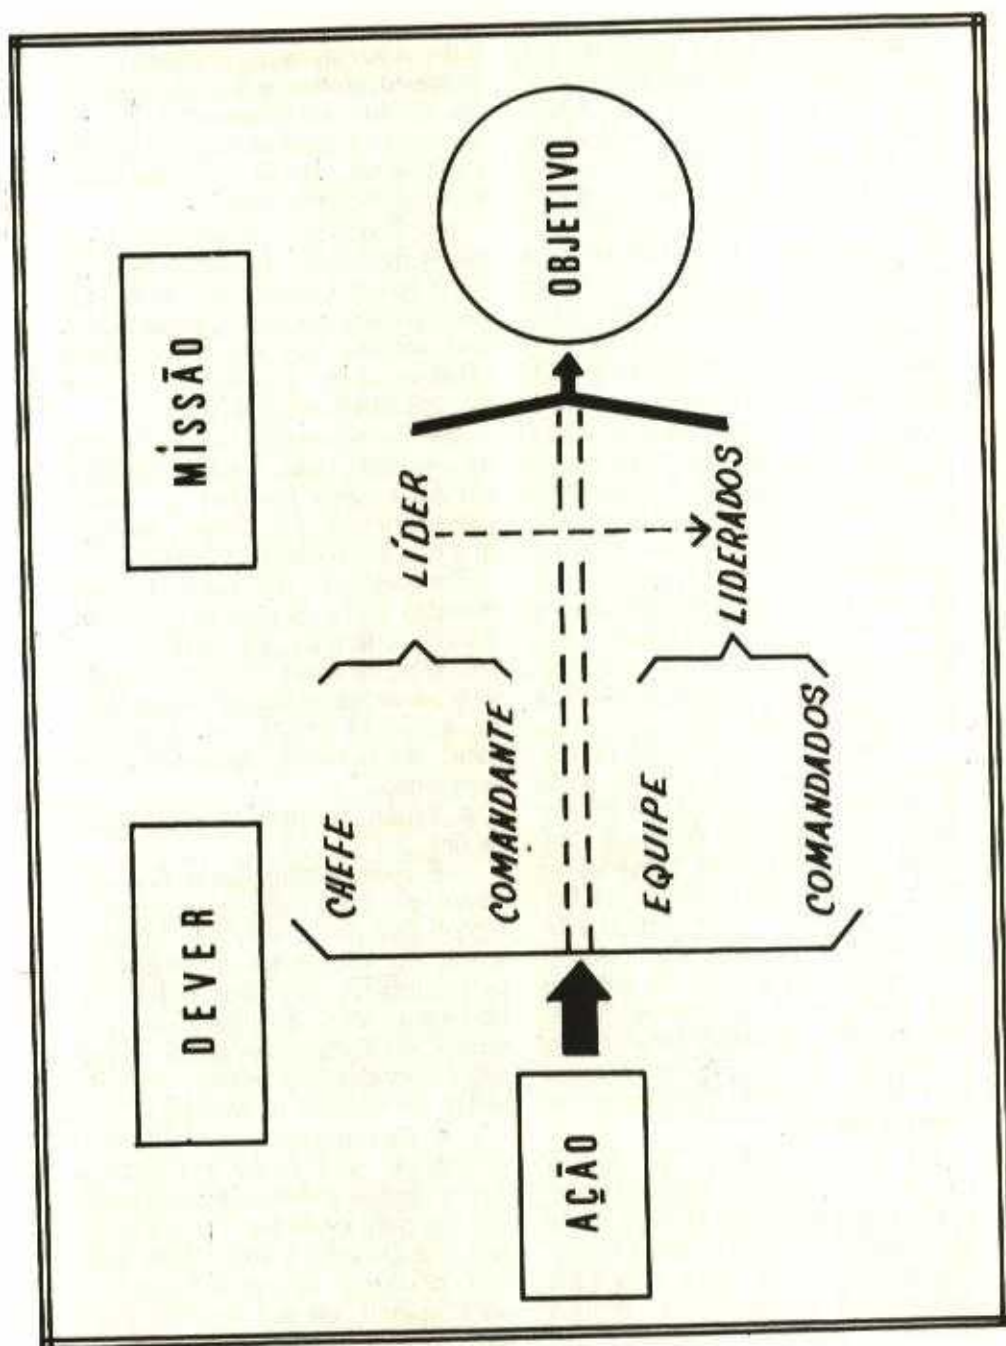 DEVER
MISSÃO
CHEFE
COMANDANTE
LÍDER
AÇÃO
OBJETIVO
EQUIPE
COMANDADOS
LIDERADOS